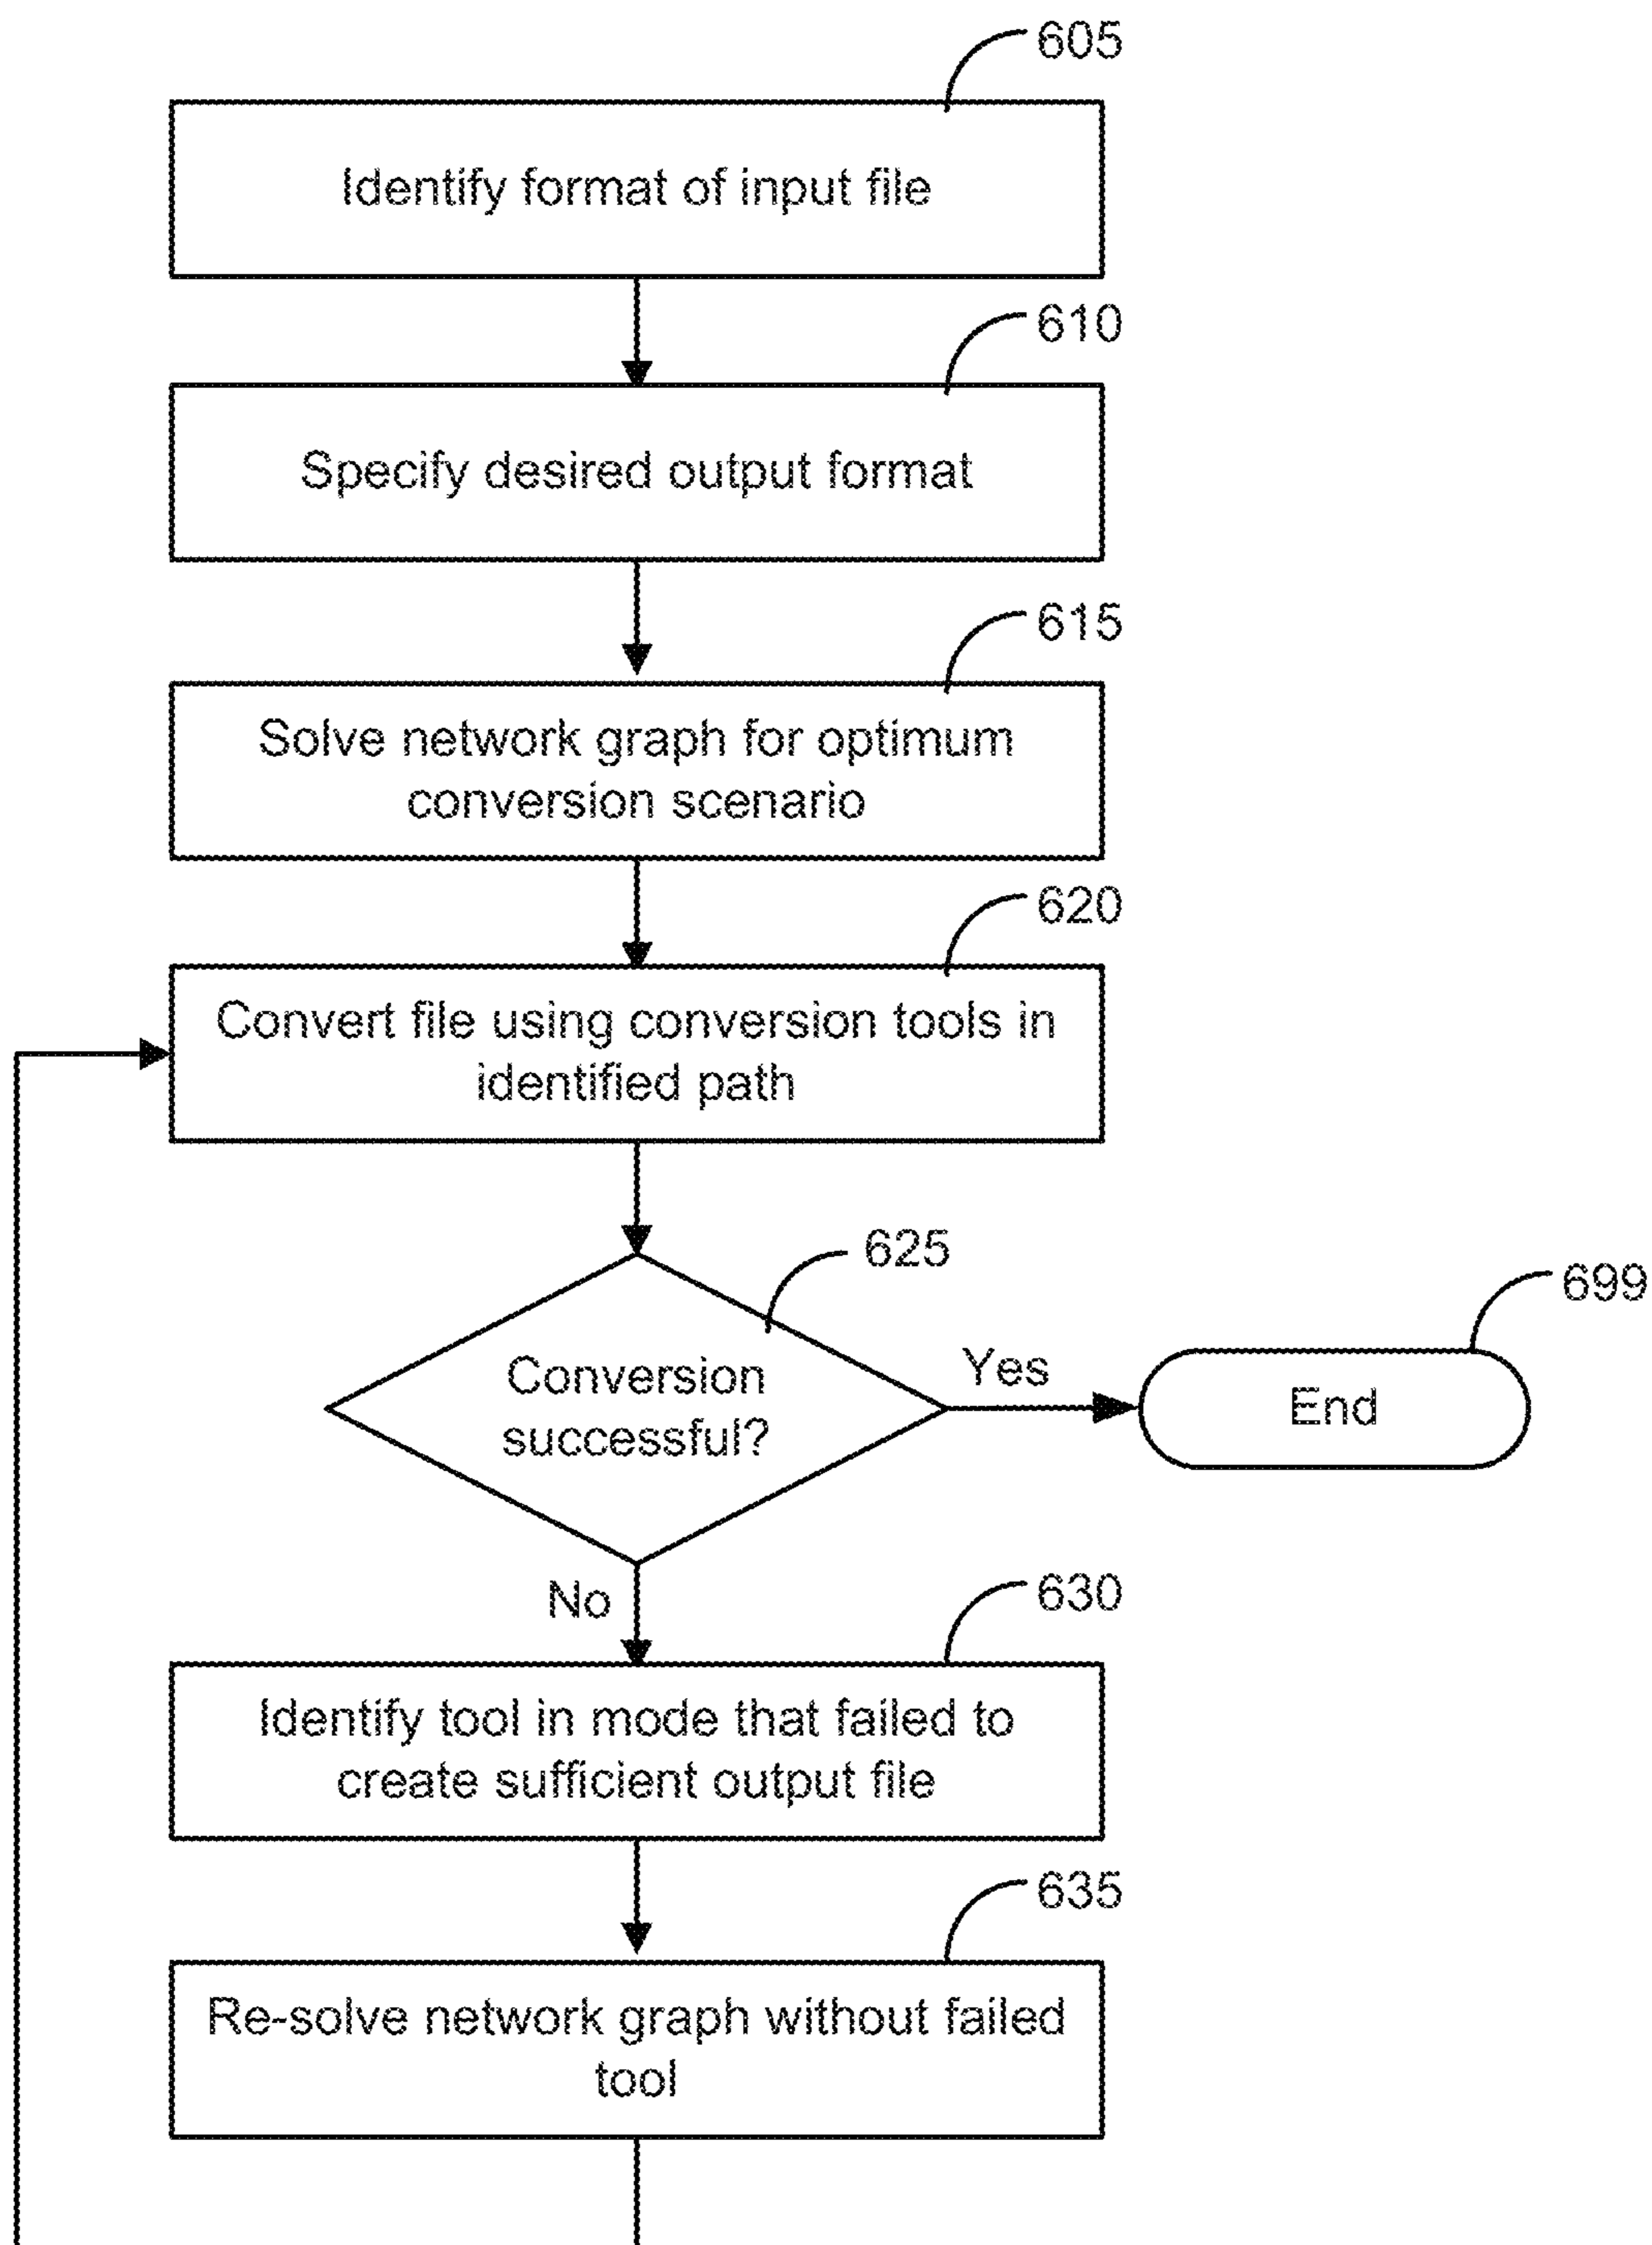 605
Identify format of input file
610
Specify desired output format
615
Solve network graph for optimum
conversion scenario
620
Convert file using conversion tools in
identified path
625
Conversion
successful?
Yes
699
End
No
630
Identify tool in mode that failed to
create sufficient output file
635
Re-solve network graph without failed
tool